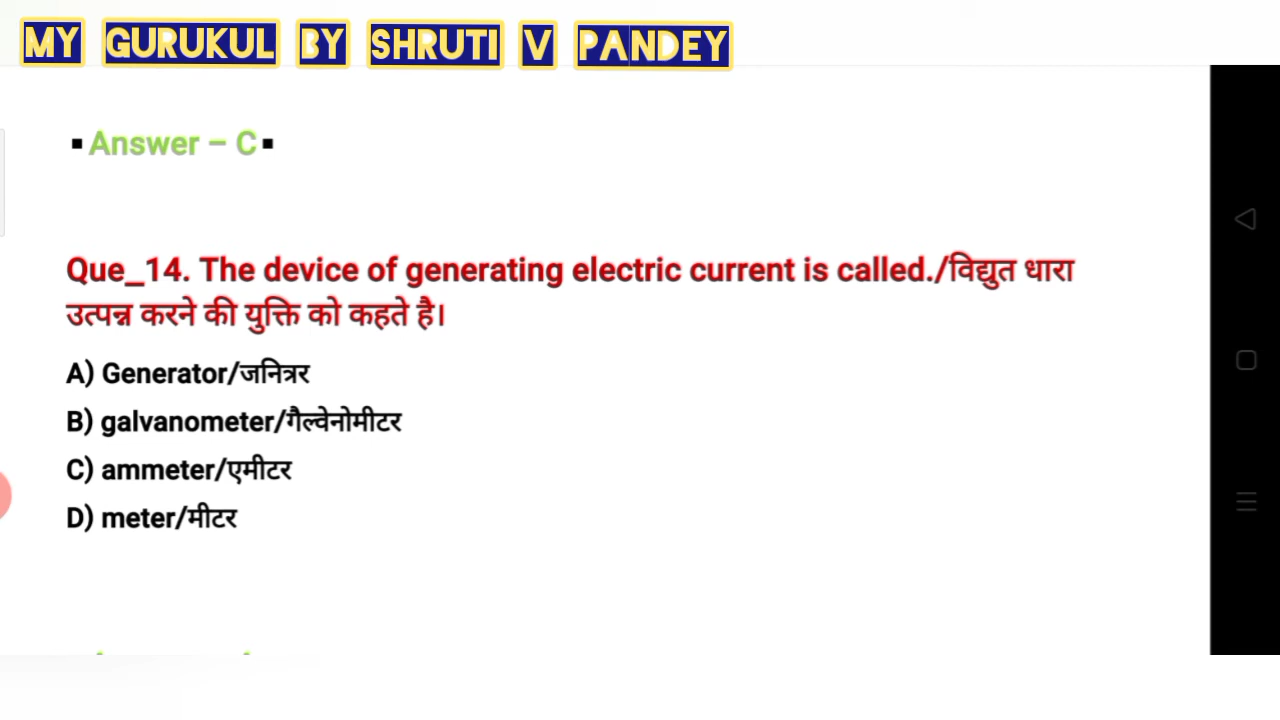 MY GURUKUL BY SHRUTI V PANDEY
▪Answer – C▪
Que_14. The device of generating electric current is called./विद्युत धारा
उत्पन्न करने की युक्ति को कहते है।
A) Generator/जनित्रर
B) galvanometer/गैल्वेनोमीटर
C) ammeter/एमीटर
D) meter/मीटर